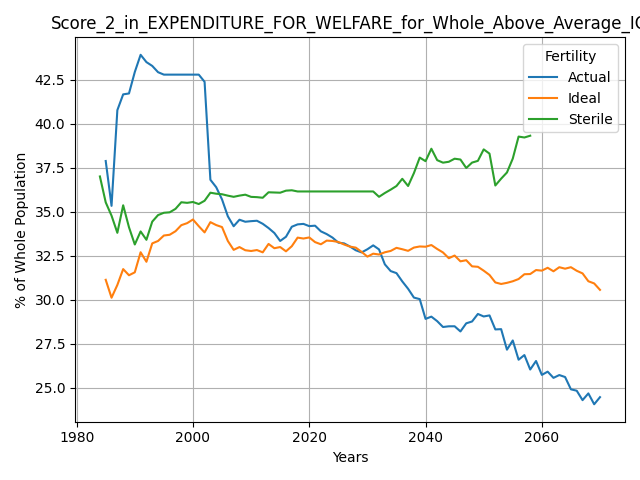 Score_2_in_EXPENDITURE_FOR_WELFARE_for_Whole_Above_Average_IQ
% of Whole Population
42.5
40.0
37.5
35.0
32.5
30.0
27.5
25.0
Fertility
Actual
Ideal
Sterile
1980
2000
2020
2040
2060
Years